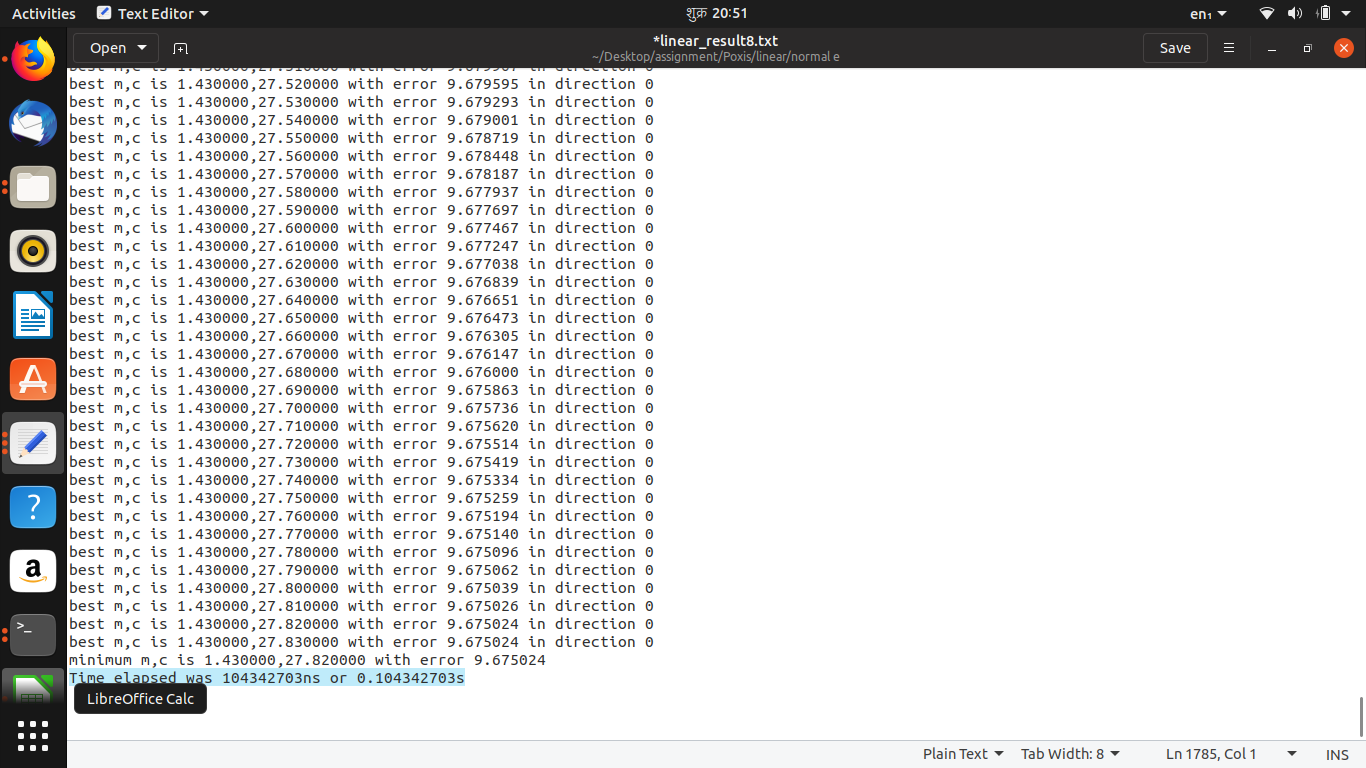 Activities Text Editor शुक्र 20:51 en₁
Open *linear_result8.txt Save
~/Desktop/assignment/Poxis/linear/normal e
best m,c is 1.430000,27.510000 with error 9.679907 in direction 0
best m,c is 1.430000,27.520000 with error 9.679595 in direction 0
best m,c is 1.430000,27.530000 with error 9.679293 in direction 0
best m,c is 1.430000,27.540000 with error 9.679001 in direction 0
best m,c is 1.430000,27.550000 with error 9.678719 in direction 0
best m,c is 1.430000,27.560000 with error 9.678448 in direction 0
best m,c is 1.430000,27.570000 with error 9.678187 in direction 0
best m,c is 1.430000,27.580000 with error 9.677937 in direction 0
best m,c is 1.430000,27.590000 with error 9.677697 in direction 0
best m,c is 1.430000,27.600000 with error 9.677467 in direction 0
best m,c is 1.430000,27.610000 with error 9.677247 in direction 0
best m,c is 1.430000,27.620000 with error 9.677038 in direction 0
best m,c is 1.430000,27.630000 with error 9.676839 in direction 0
best m,c is 1.430000,27.640000 with error 9.676651 in direction 0
best m,c is 1.430000,27.650000 with error 9.676473 in direction 0
best m,c is 1.430000,27.660000 with error 9.676305 in direction 0
best m,c is 1.430000,27.670000 with error 9.676147 in direction 0
best m,c is 1.430000,27.680000 with error 9.676000 in direction 0
best m,c is 1.430000,27.690000 with error 9.675863 in direction 0
best m,c is 1.430000,27.700000 with error 9.675736 in direction 0
best m,c is 1.430000,27.710000 with error 9.675620 in direction 0
best m,c is 1.430000,27.720000 with error 9.675514 in direction 0
best m,c is 1.430000,27.730000 with error 9.675419 in direction 0
best m,c is 1.430000,27.740000 with error 9.675334 in direction 0
best m,c is 1.430000,27.750000 with error 9.675259 in direction 0
best m,c is 1.430000,27.760000 with error 9.675194 in direction 0
best m,c is 1.430000,27.770000 with error 9.675140 in direction 0
best m,c is 1.430000,27.780000 with error 9.675096 in direction 0
best m,c is 1.430000,27.790000 with error 9.675062 in direction 0
best m,c is 1.430000,27.800000 with error 9.675039 in direction 0
best m,c is 1.430000,27.810000 with error 9.675026 in direction 0
best m,c is 1.430000,27.820000 with error 9.675024 in direction 0
best m,c is 1.430000,27.830000 with error 9.675024 in direction 0
minimum m,c is 1.430000,27.820000 with error 9.675024
Time elapsed was 104342703ns or 0.104342703s
LibreOffice Calc
Plain Text Tab Width: 8 Ln 1785, Col 1 INS